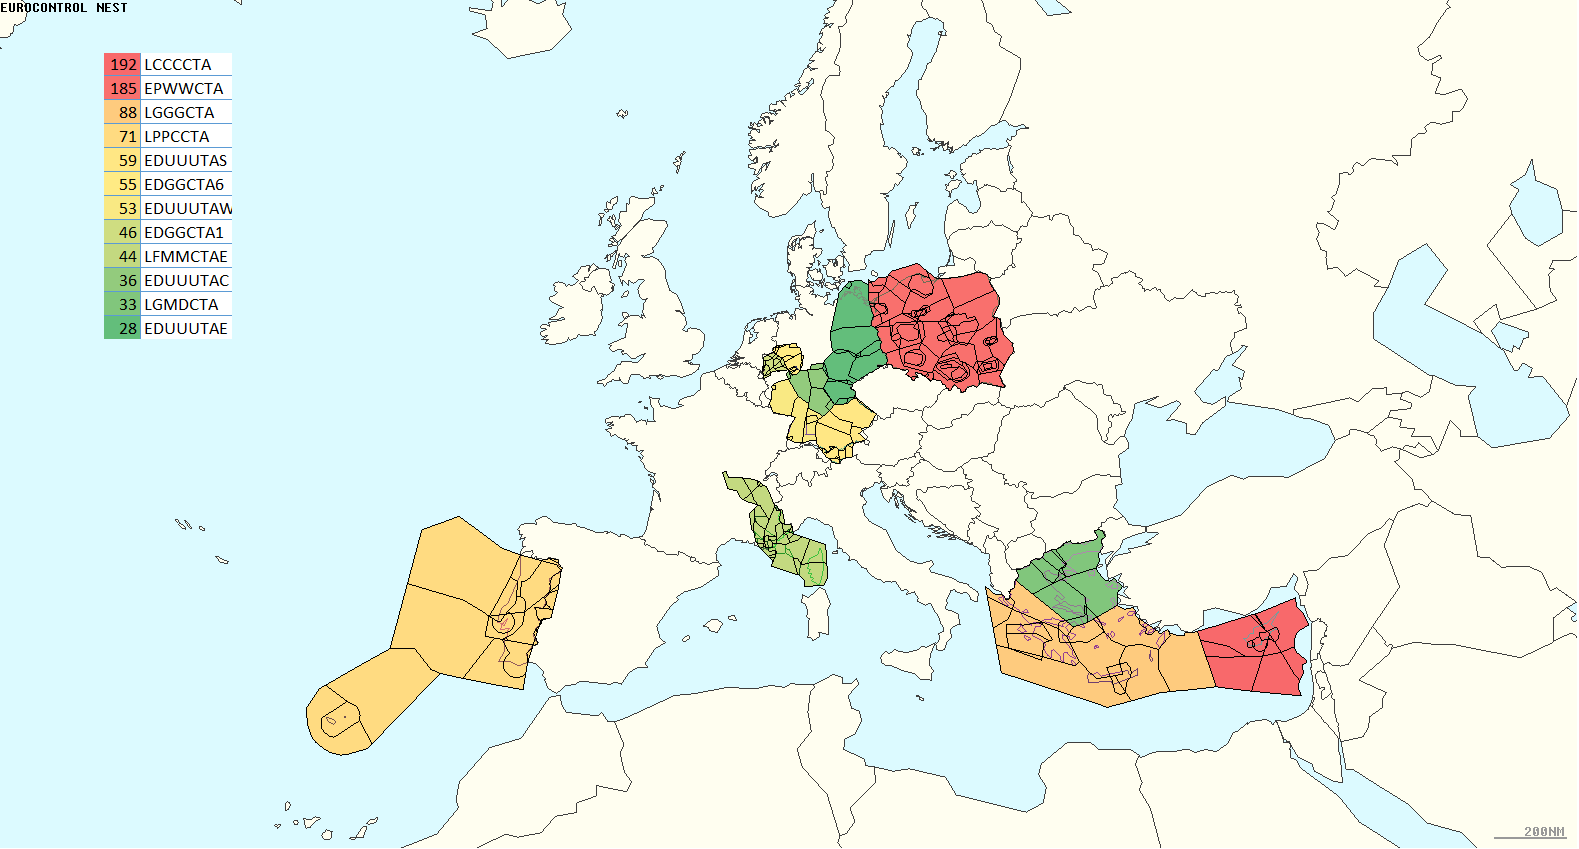 EUROCONTROL NEST
192 LCCCCTA
185 EPWWCTA
88 LGGGCTA
71 LPPCCTA
59 EDUUUTAS
55 EDGGCTA6
53 EDUUUTAW
46 EDGGCTA1
44 LFMMCTAE
36 EDUUUTAC
33 LGMDCTA
28 EDUUUTAE
200NM